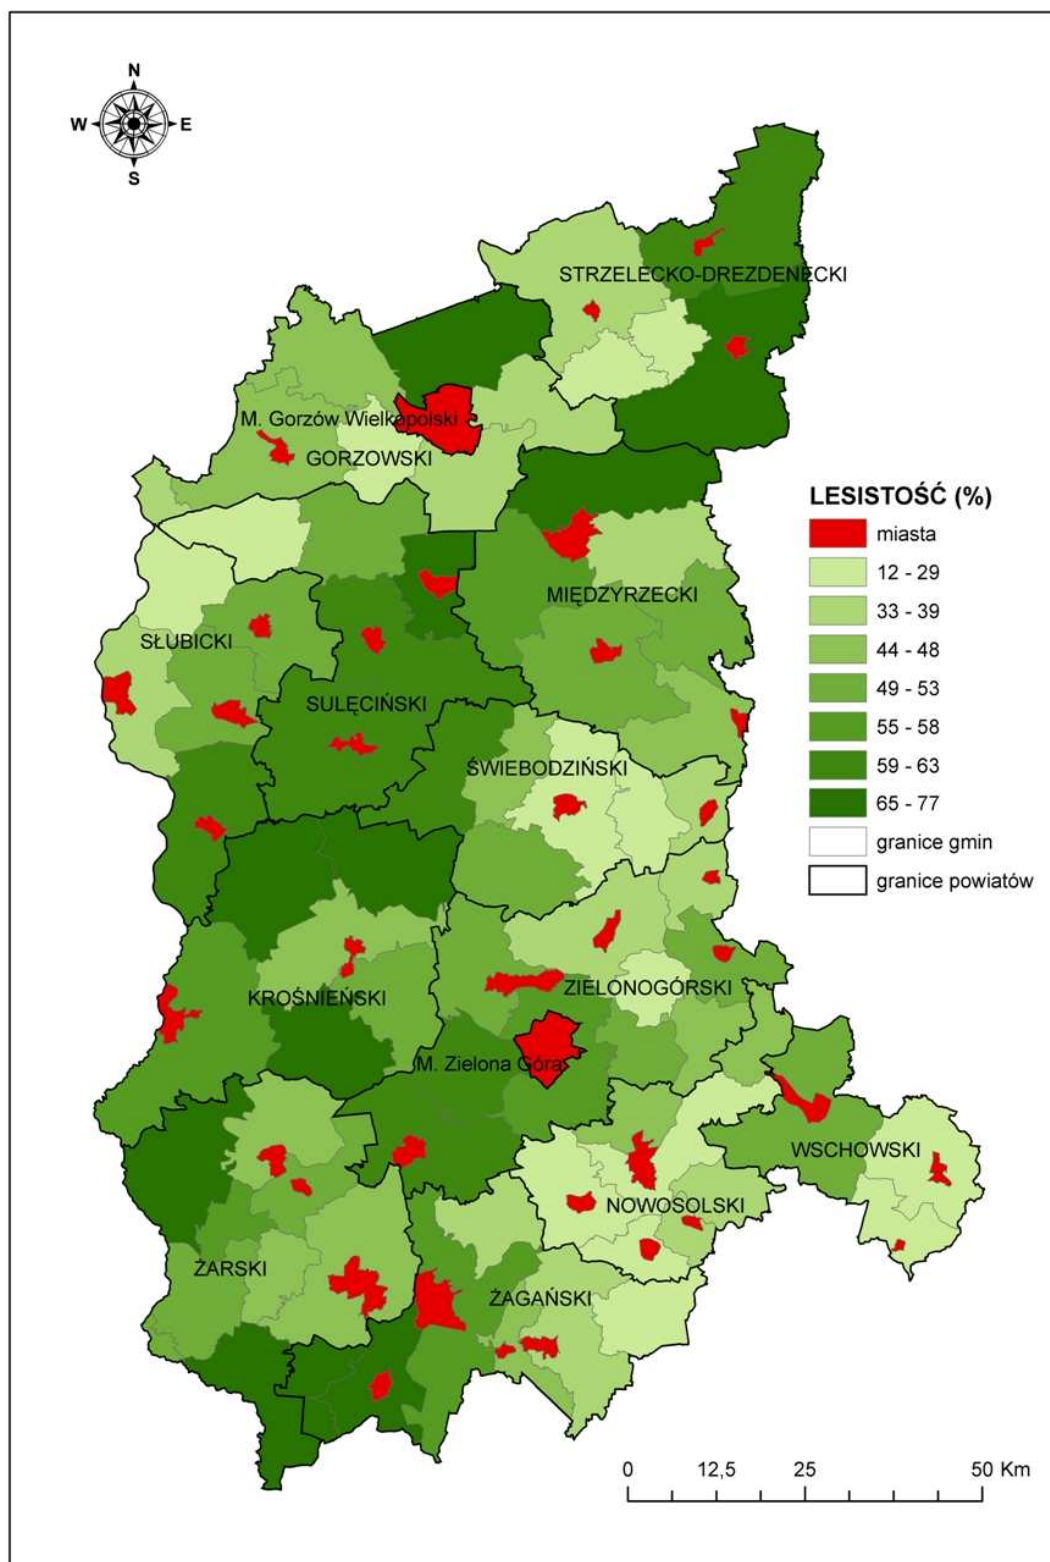 N
W E
S
STRZELECKO-DREZDENECKI
M. Gorzów Wielkopolski
GORZOWSKI
LESISTOŚĆ (%)
miasta
12 - 29
33 - 39
44 - 48
49 - 53
55 - 58
59 - 63
65 - 77
granice gmin
granice powiatów
MIĘDZYRZECKI
SŁUBICKI
SULĘCIŃSKI
ŚWIEBODZIŃSKI
ZIELONOGÓRSKI
KROŚNIEŃSKI
M. Zielona Góra
WSCHOWSKI
NOWOSOLSKI
ŻARSKI
ŻAGAŃSKI
0 12,5 25 50 Km